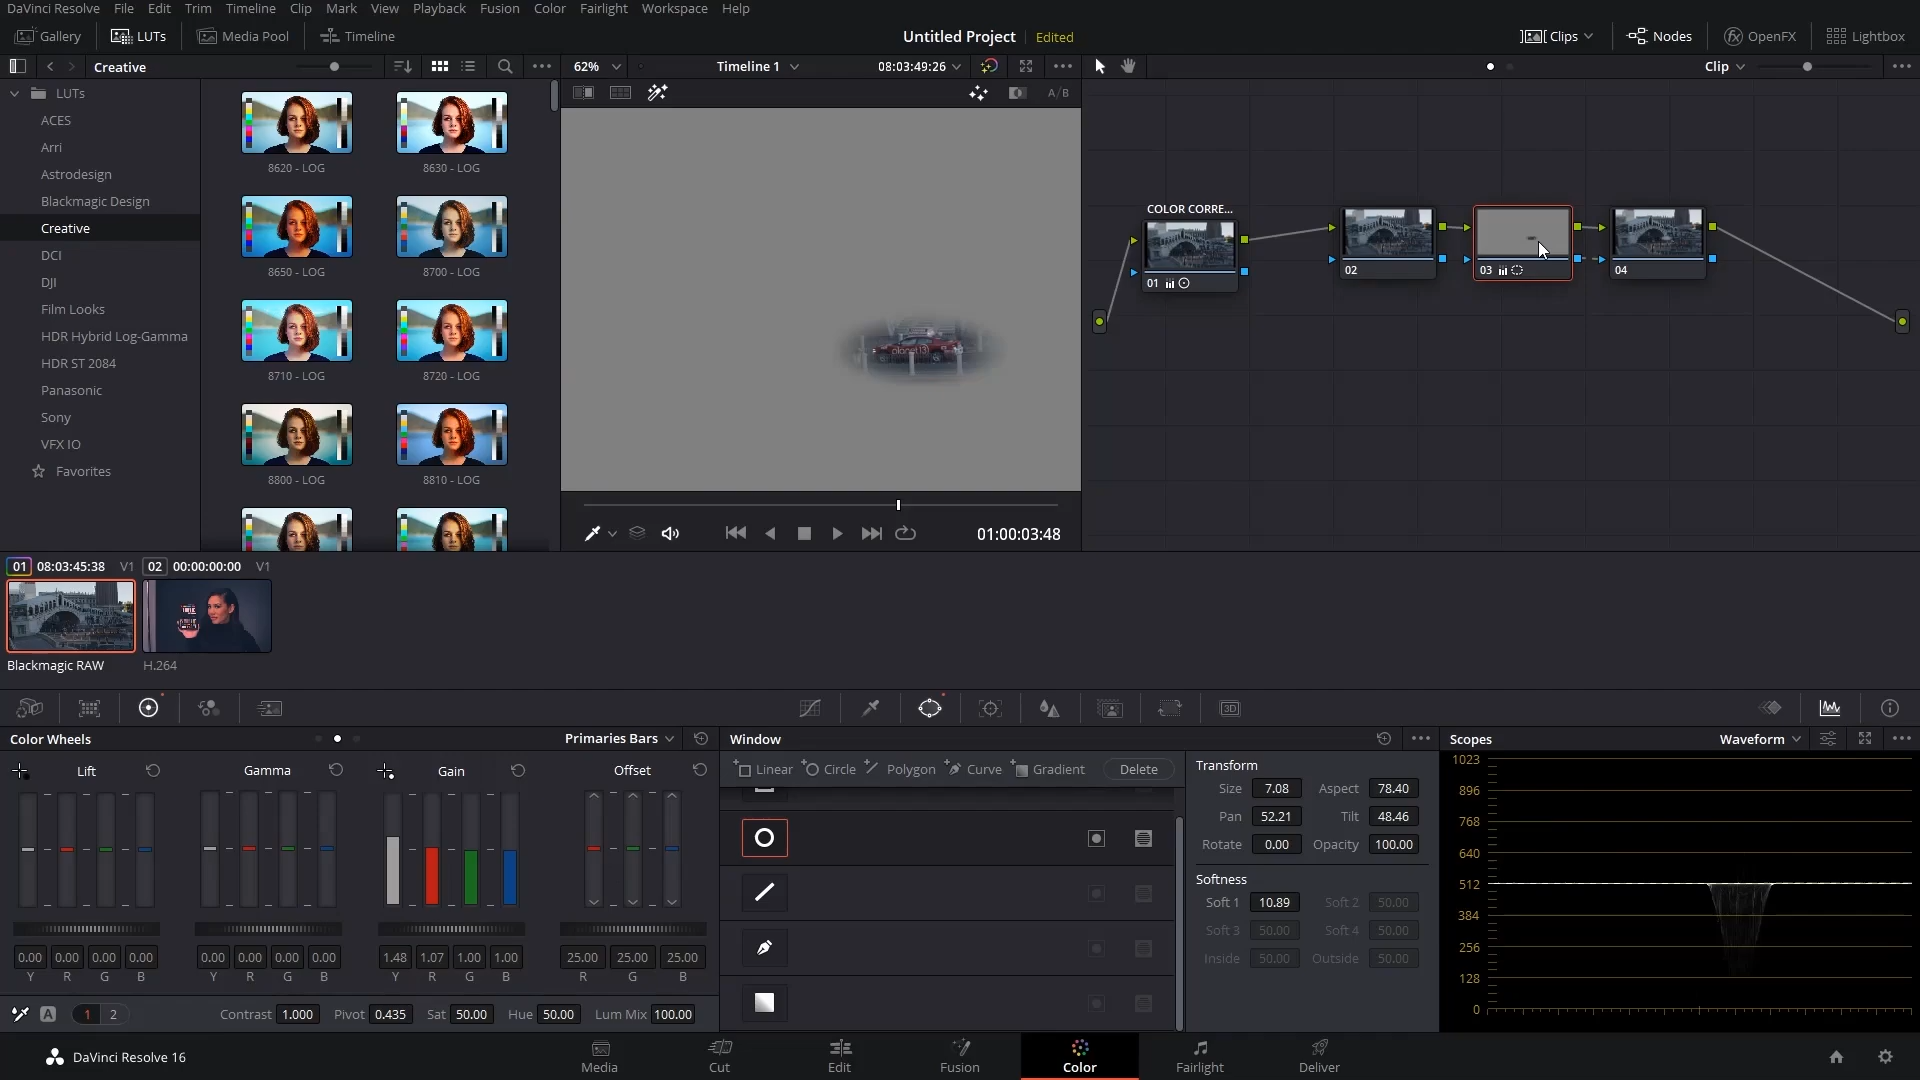 DaVinci Resolve File Edit Trim Timeline Clip Mark View Playback Fusion Color Fairlight Workspace Help
Gallery LUTs Media Pool Timeline Untitled Project Edited Clips Nodes OpenFX Lightbox
Creative 62% Timeline 1 08:03:49:26 Clip
A/B
LUTs
ACES
Arri
Astrodesign
Blackmagic Design
Creative
DCI
DJI
Film Looks
HDR Hybrid Log-Gamma
HDR ST 2084
Panasonic
Sony
VFX IO
Favorites
8620 - LOG 8630 - LOG
8650 - LOG 8700 - LOG
8710 - LOG 8720 - LOG
8800 - LOG 8810 - LOG
planet13
01:00:03:48
COLOR CORRE...
01 02 03 04
01 08:03:45:38 V1 02 00:00:00:00 V1
Blackmagic RAW H.264
3D
Color Wheels Primaries Bars
Lift Gamma Gain Offset
0.00 0.00 0.00 0.00 0.00 0.00 0.00 0.00 1.48 1.07 1.00 1.00 25.00 25.00 25.00
Y R G B Y R G B Y R G B R G B
A 1 2 Contrast 1.000 Pivot 0.435 Sat 50.00 Hue 50.00 Lum Mix 100.00
Window
Linear Circle Polygon Curve Gradient Delete
Transform
Size 7.08 Aspect 78.40
Pan 52.21 Tilt 48.46
Rotate 0.00 Opacity 100.00
Softness
Soft 1 10.89 Soft 2 50.00
Soft 3 50.00 Soft 4 50.00
Inside 50.00 Outside 50.00
Scopes Waveform
1023
896
768
640
512
384
256
128
0
DaVinci Resolve 16 Media Cut Edit Fusion Color Fairlight Deliver